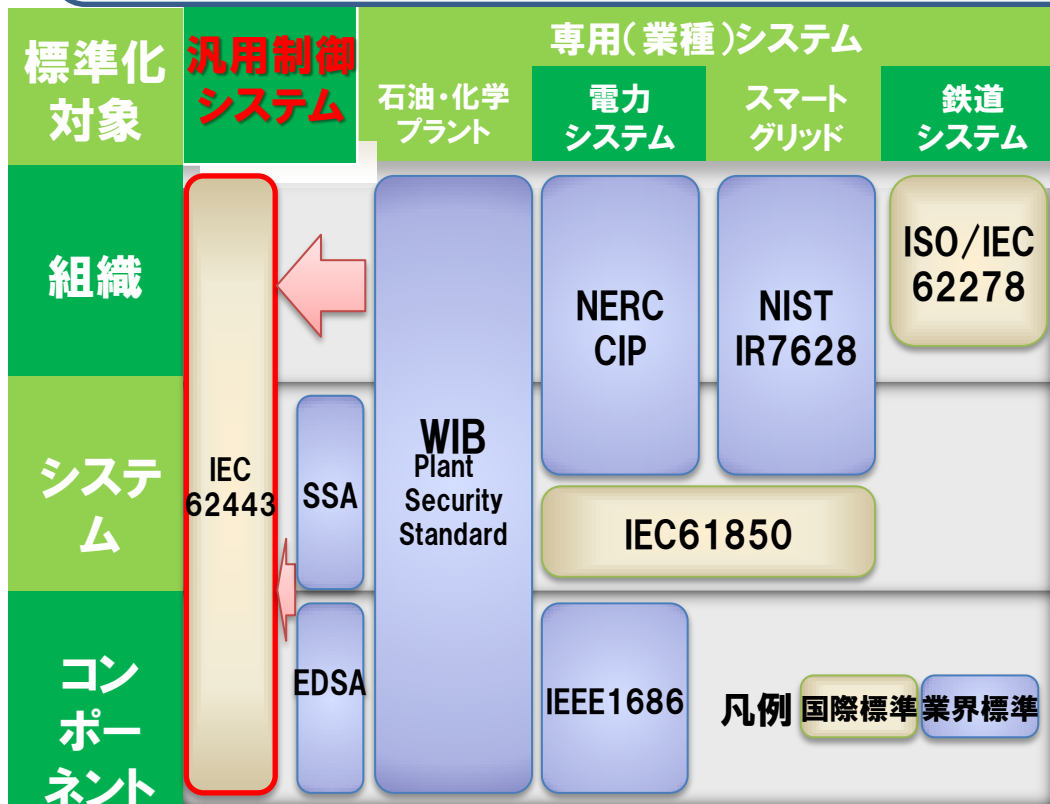 標準化
対象
汎用制御
システム
専用(業種)システム
石油・化学
プラント
電力
システム
スマート
グリッド
鉄道
システム
組織
システ
ム
コン
ポー
ネント
IEC
62443
SSA
EDSA
WIB
Plant
Security
Standard
NERC
CIP
NIST
IR7628
ISO/IEC
62278
IEC61850
IEEE1686
凡例
国際標準
業界標準